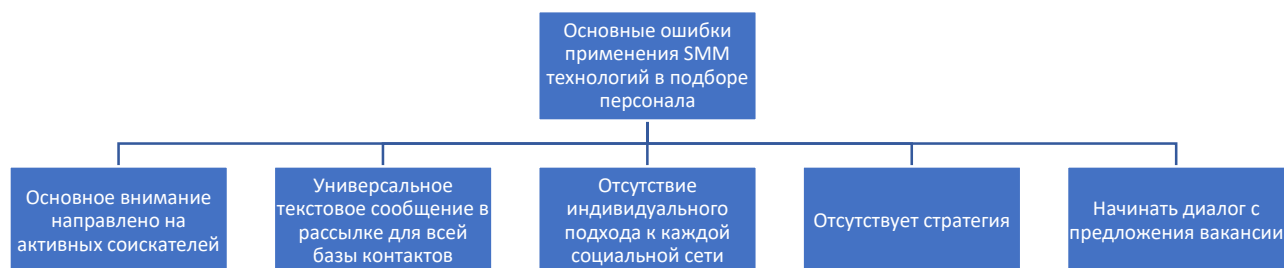 Основные ошибки
применения SMM
технологий в подборе
персонала
Основное внимание
направлено на
активных соискателей
Универсальное
текстовое сообщение в
рассылке для всей
базы контактов
Отсутствие
индивидуального
подхода к каждой
социальной сети
Отсутствует стратегия
Начинать диалог с
предложения вакансии